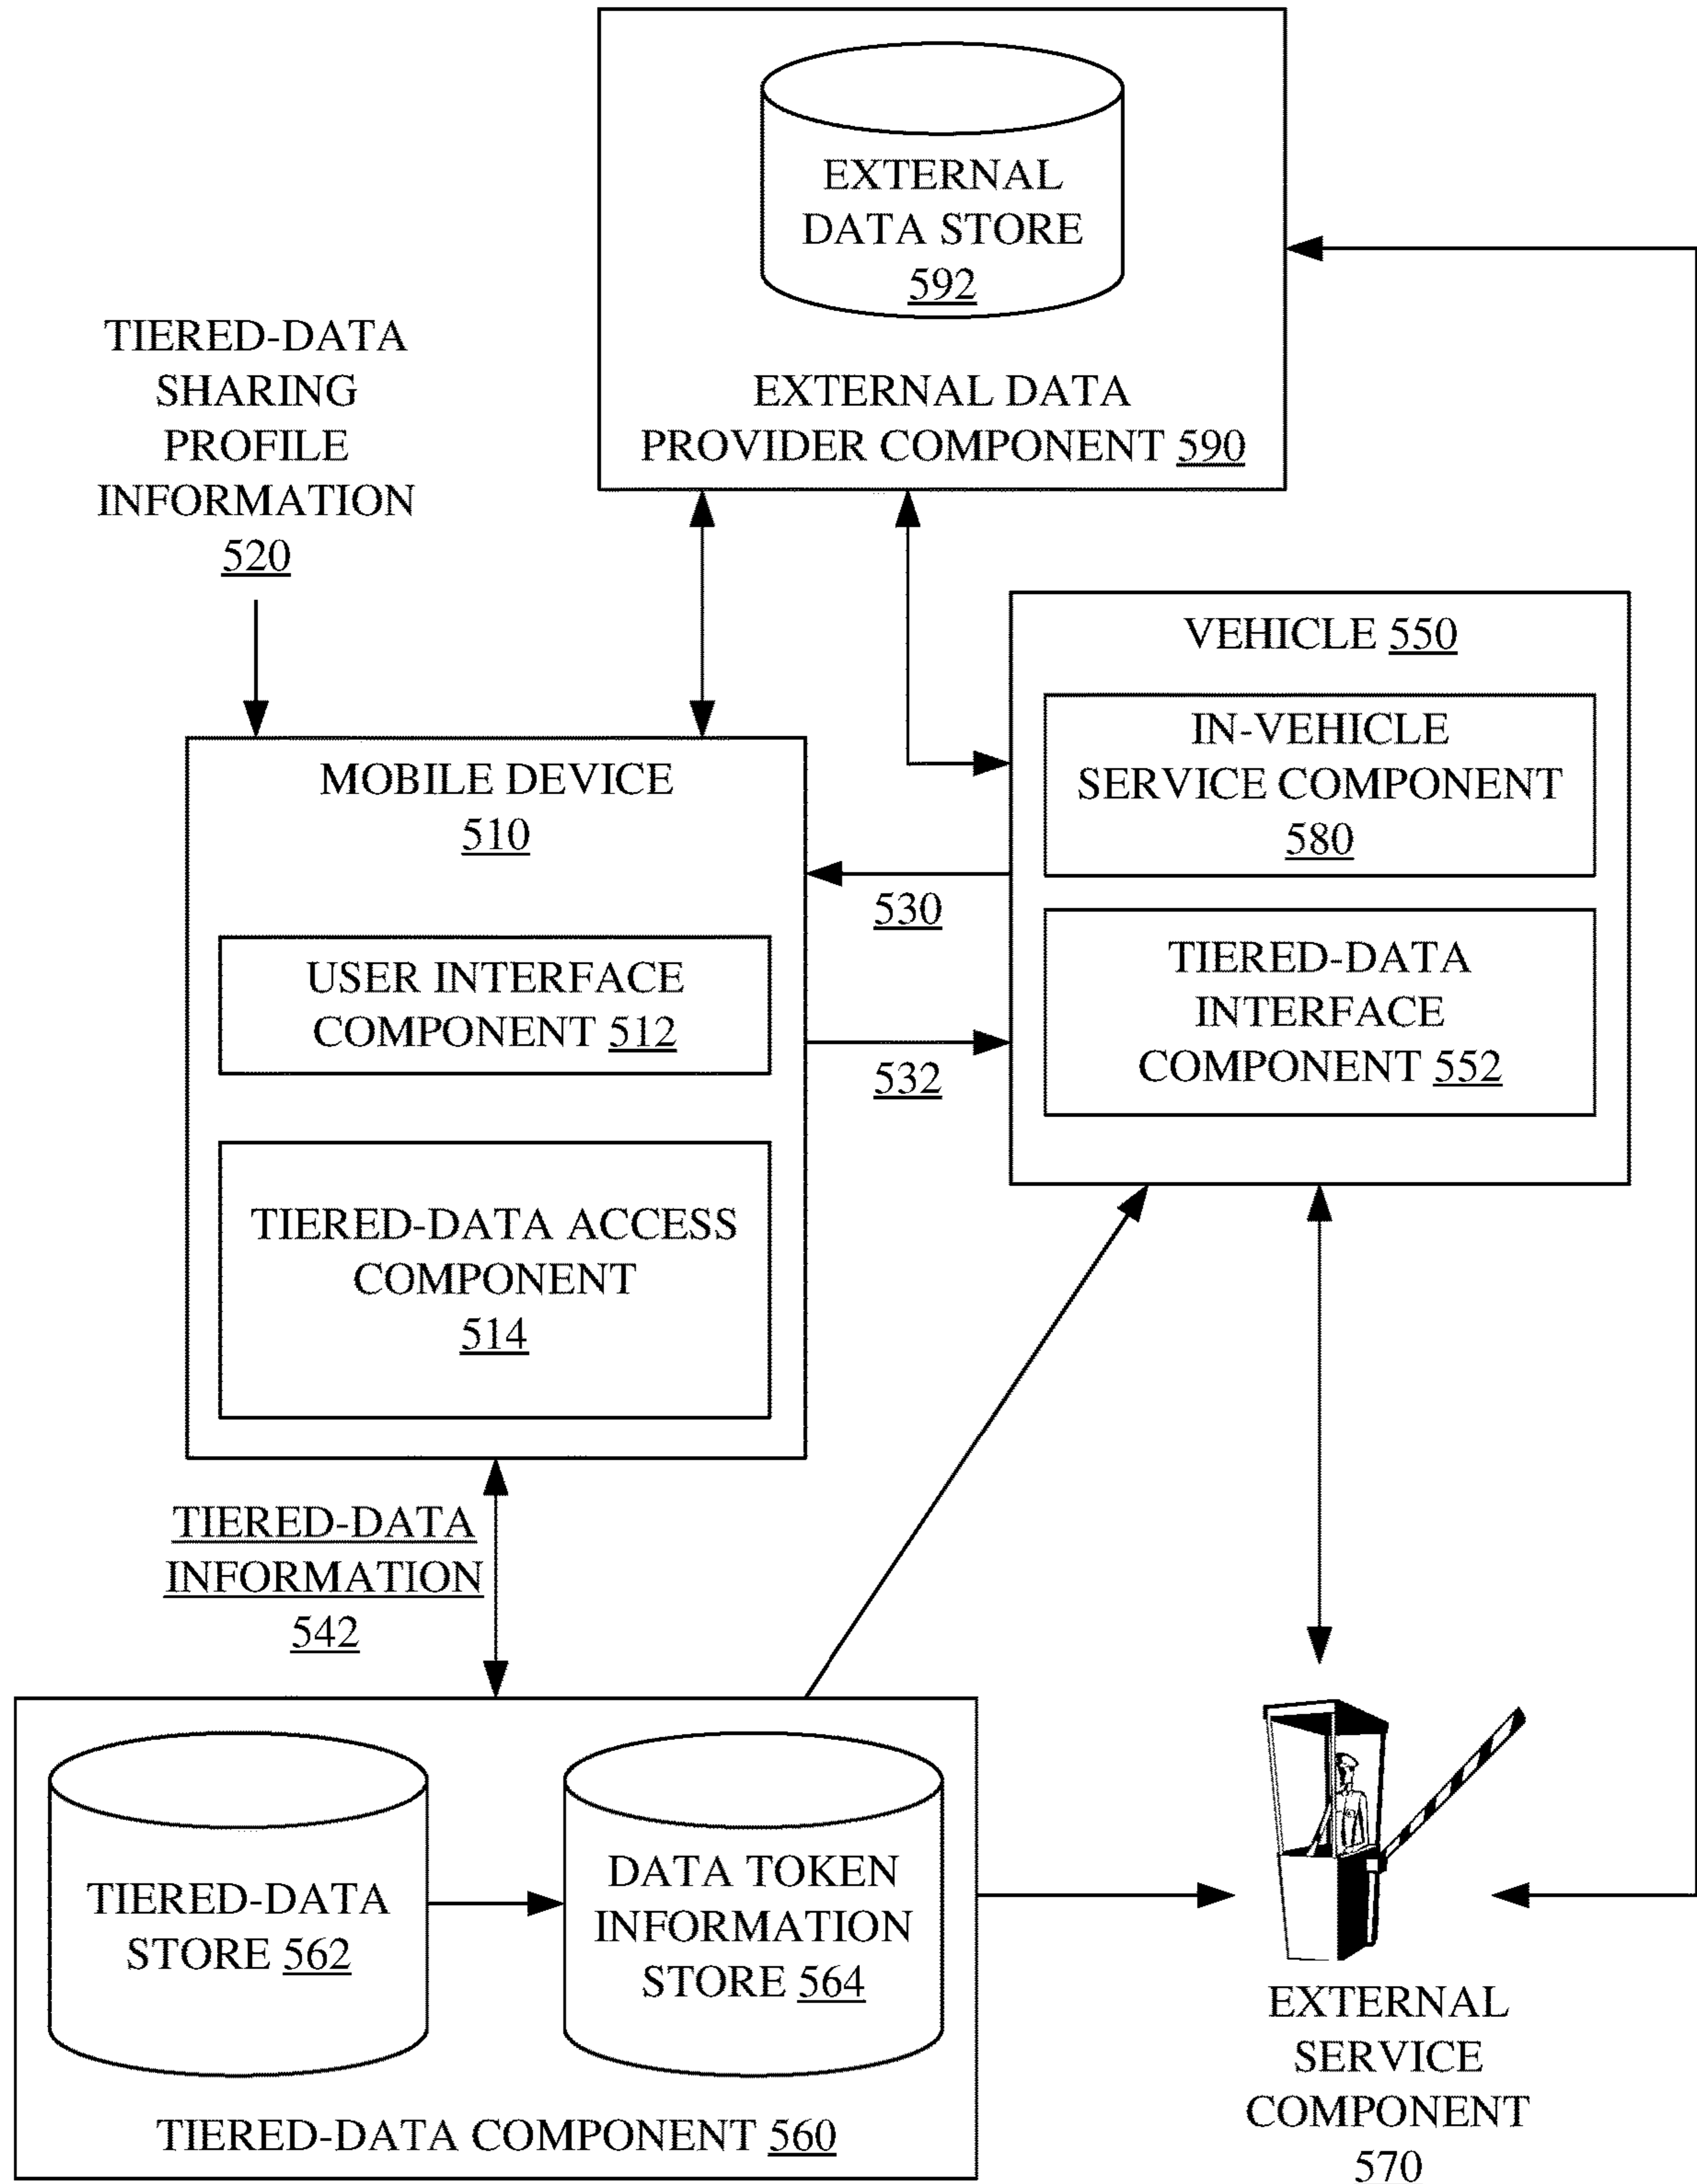 EXTERNAL
DATA STORE
592
EXTERNAL DATA
PROVIDER COMPONENT 590
TIERED-DATA
SHARING
PROFILE
INFORMATION
520
VEHICLE 550
IN-VEHICLE
SERVICE COMPONENT
580
TIERED-DATA
INTERFACE
COMPONENT 552
MOBILE DEVICE
510
USER INTERFACE
COMPONENT 512
TIERED-DATA ACCESS
COMPONENT
514
530
532
TIERED-DATA
INFORMATION
542
TIERED-DATA
STORE 562
DATA TOKEN
INFORMATION
STORE 564
TIERED-DATA COMPONENT 560
EXTERNAL
SERVICE
COMPONENT
570